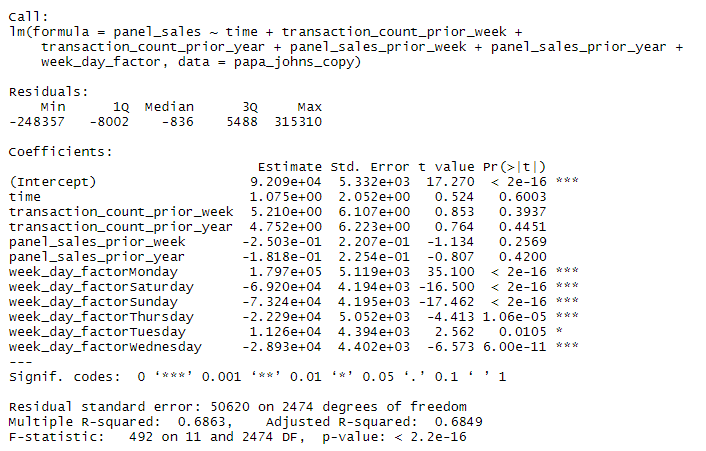 Call:
lm(formula = panel_sales ~ time + transaction_count_prior_week +
    transaction_count_prior_year + panel_sales_prior_week + panel_sales_prior_year +
    week_day_factor, data = papa_johns_copy)

Residuals:
    Min      1Q  Median      3Q     Max
-248357   -8002    -836    5488  315310

Coefficients:
                               Estimate Std. Error t value Pr(>|t|)
(Intercept)                   9.209e+04  5.332e+03  17.270  < 2e-16 ***
time                          1.075e+00  2.052e+00   0.524   0.6003
transaction_count_prior_week  5.210e+00  6.107e+00   0.853   0.3937
transaction_count_prior_year  4.752e+00  6.223e+00   0.764   0.4451
panel_sales_prior_week       -2.503e-01  2.207e-01  -1.134   0.2569
panel_sales_prior_year       -1.818e-01  2.254e-01  -0.807   0.4200
week_day_factorMonday         1.797e+05  5.119e+03  35.100  < 2e-16 ***
week_day_factorSaturday      -6.920e+04  4.194e+03 -16.500  < 2e-16 ***
week_day_factorSunday        -7.324e+04  4.195e+03 -17.462  < 2e-16 ***
week_day_factorThursday      -2.229e+04  5.052e+03  -4.413 1.06e-05 ***
week_day_factorTuesday        1.126e+04  4.394e+03   2.562   0.0105 *
week_day_factorWednesday     -2.893e+04  4.402e+03  -6.573 6.00e-11 ***
---
Signif. codes:  0 ‘***’ 0.001 ‘**’ 0.01 ‘*’ 0.05 ‘.’ 0.1 ‘ ’ 1

Residual standard error: 50620 on 2474 degrees of freedom
Multiple R-squared:  0.6863,    Adjusted R-squared:  0.6849
F-statistic:   492 on 11 and 2474 DF,  p-value: < 2.2e-16